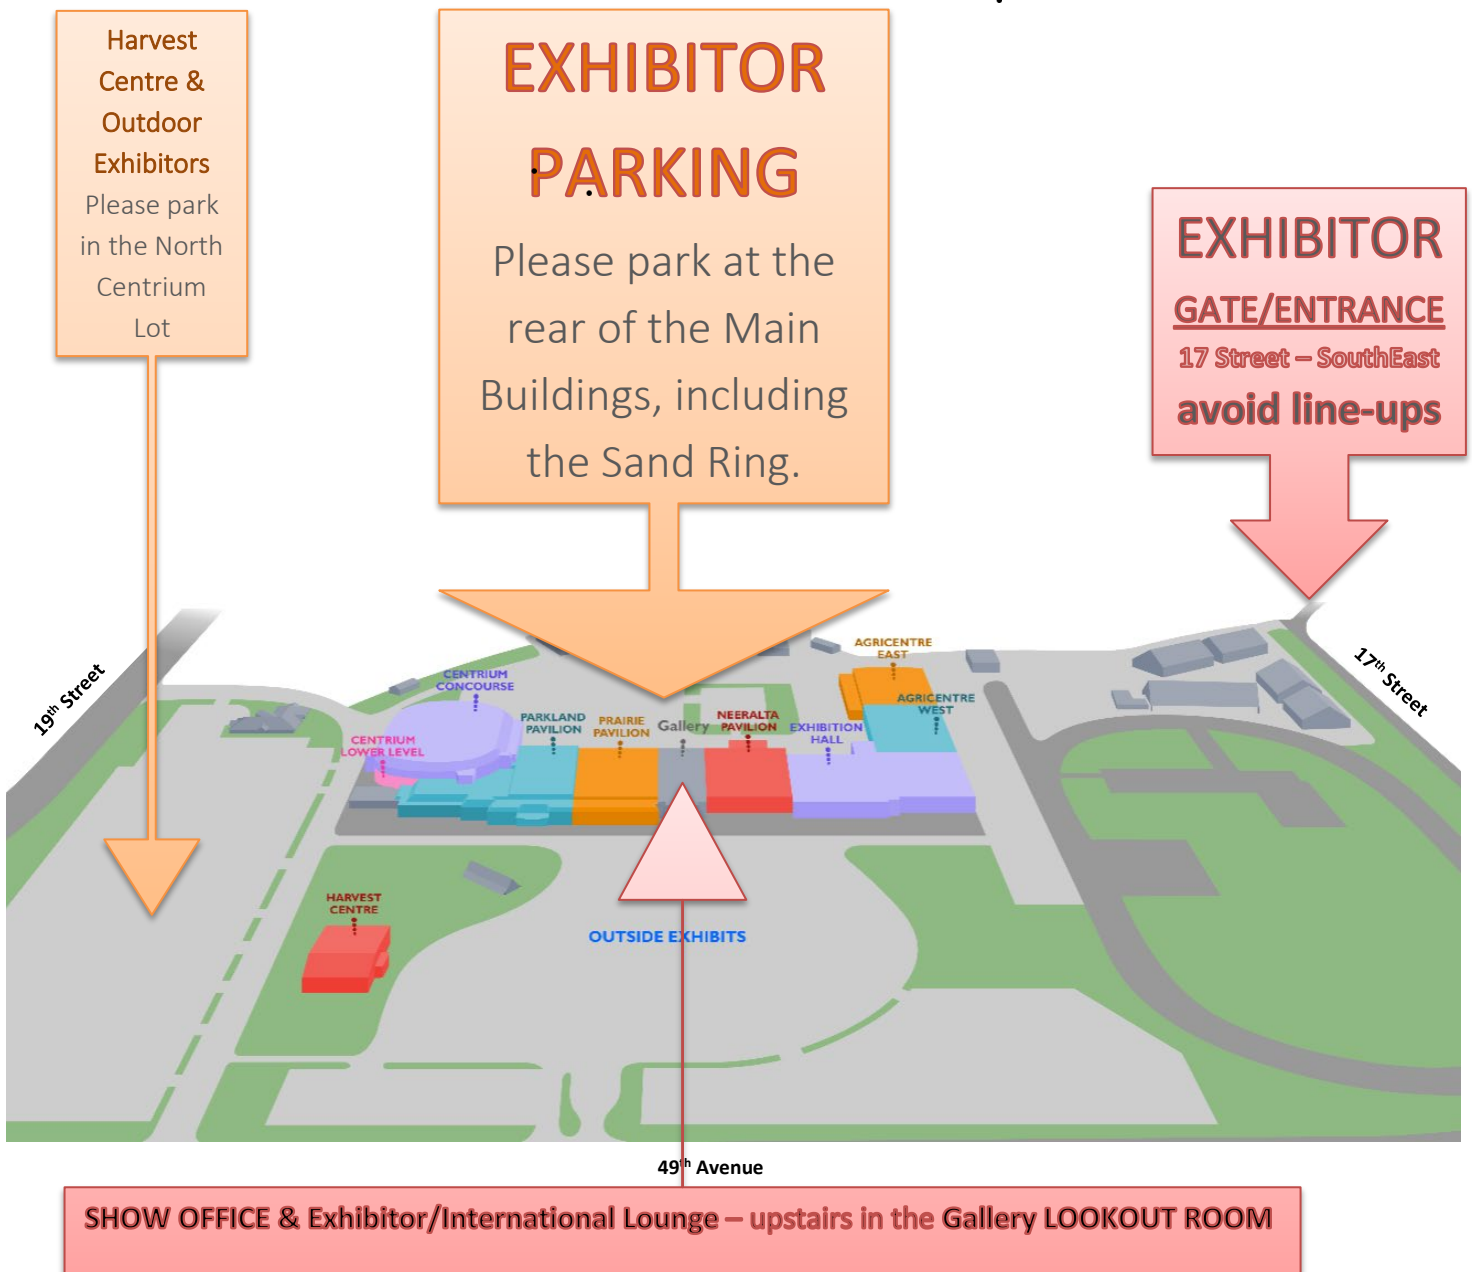 Harvest
Centre &
Outdoor
Exhibitors
Please park
in the North
Centrium
Lot
EXHIBITOR
PARKING
Please park at the
rear of the Main
Buildings, including
the Sand Ring.
EXHIBITOR
GATE/ENTRANCE
17 Street – SouthEast
avoid line-ups
19th Street
17th Street
AGRICENTRE
EAST
CENTRIUM
CONCOURSE
AGRICENTRE
WEST
PARKLAND
PAVILION
PRAIRIE
PAVILION
Gallery
NEERALTA
PAVILION
EXHIBITION
HALL
CENTRIUM
LOWER LEVEL
HARVEST
CENTRE
OUTSIDE EXHIBITS
49th Avenue
SHOW OFFICE & Exhibitor/International Lounge – upstairs in the Gallery LOOKOUT ROOM